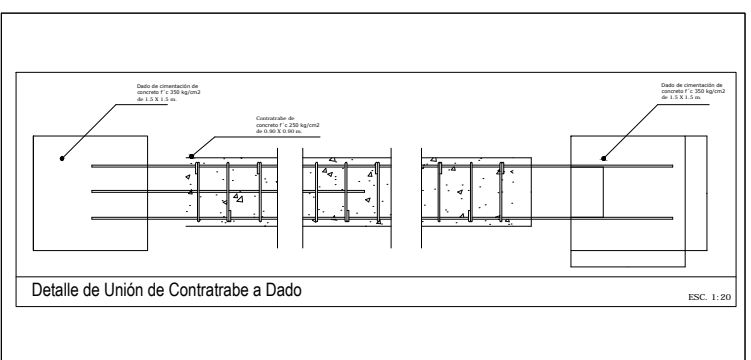 Dado de cimentación de
concreto f´c 350 kg/cm2
de 1.5 X 1.5 m.
Contratrabe de
concreto f´c 250 kg/cm2
de 0.90 X 0.90 m.
Dado de cimentación de
concreto f´c 350 kg/cm2
de 1.5 X 1.5 m.
Detalle de Unión de Contratrabe a Dado
ESC. 1:20